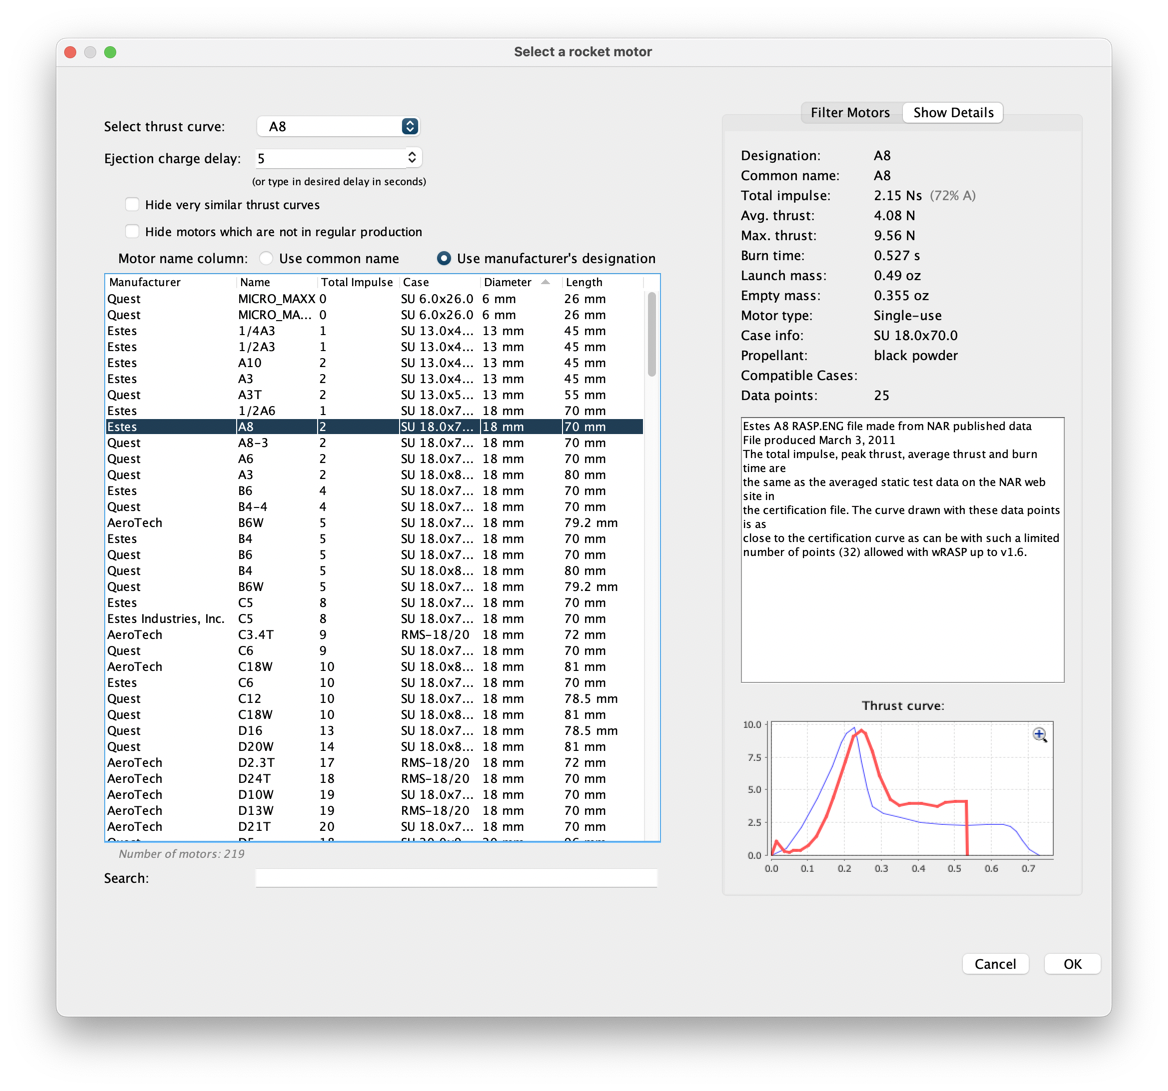 Select a rocket motor
Select thrust curve: A8
Ejection charge delay: 5
(or type in desired delay in seconds)
Hide very similar thrust curves
Hide motors which are not in regular production
Motor name column: Use common name Use manufacturer's designation
Manufacturer Name Total Impulse Case Diameter Length
Quest MICRO_MAXX 0 SU 6.0x26.0 6 mm 26 mm
Quest MICRO_MA... 0 SU 6.0x26.0 6 mm 26 mm
Estes 1/4A3 1 SU 13.0x4... 13 mm 45 mm
Estes 1/2A3 1 SU 13.0x4... 13 mm 45 mm
Estes A10 2 SU 13.0x4... 13 mm 45 mm
Estes A3 2 SU 13.0x4... 13 mm 45 mm
Quest A3T 2 SU 13.0x5... 13 mm 55 mm
Estes 1/2A6 1 SU 18.0x7... 18 mm 70 mm
Estes A8 2 SU 18.0x7... 18 mm 70 mm
Quest A8-3 2 SU 18.0x7... 18 mm 70 mm
Quest A6 2 SU 18.0x7... 18 mm 70 mm
Quest A3 2 SU 18.0x8... 18 mm 80 mm
Estes B6 4 SU 18.0x7... 18 mm 70 mm
Quest B4-4 4 SU 18.0x7... 18 mm 70 mm
AeroTech B6W 5 SU 18.0x7... 18 mm 79.2 mm
Estes B4 5 SU 18.0x7... 18 mm 70 mm
Quest B6 5 SU 18.0x7... 18 mm 70 mm
Quest B4 5 SU 18.0x8... 18 mm 80 mm
Quest B6W 5 SU 18.0x7... 18 mm 79.2 mm
Estes C5 8 SU 18.0x7... 18 mm 70 mm
Estes Industries, Inc. C5 8 SU 18.0x7... 18 mm 70 mm
AeroTech C3.4T 9 RMS-18/20 18 mm 72 mm
Quest C6 9 SU 18.0x7... 18 mm 70 mm
AeroTech C18W 10 SU 18.0x8... 18 mm 81 mm
Estes C6 10 SU 18.0x7... 18 mm 70 mm
Quest C12 10 SU 18.0x7... 18 mm 78.5 mm
Quest C18W 10 SU 18.0x8... 18 mm 81 mm
Quest D16 13 SU 18.0x7... 18 mm 78.5 mm
Quest D20W 14 SU 18.0x8... 18 mm 81 mm
AeroTech D2.3T 17 RMS-18/20 18 mm 72 mm
AeroTech D24T 18 RMS-18/20 18 mm 70 mm
AeroTech D10W 19 SU 18.0x7... 18 mm 70 mm
AeroTech D13W 19 RMS-18/20 18 mm 70 mm
AeroTech D21T 20 SU 18.0x7... 18 mm 70 mm
Number of motors: 219
Search:
Filter Motors Show Details
Designation: A8
Common name: A8
Total impulse: 2.15 Ns (72% A)
Avg. thrust: 4.08 N
Max. thrust: 9.56 N
Burn time: 0.527 s
Launch mass: 0.49 oz
Empty mass: 0.355 oz
Motor type: Single-use
Case info: SU 18.0x70.0
Propellant: black powder
Compatible Cases:
Data points: 25
Estes A8 RASP.ENG file made from NAR published data
File produced March 3, 2011
The total impulse, peak thrust, average thrust and burn
time are
the same as the averaged static test data on the NAR web
site in
the certification file. The curve drawn with these data points
is as
close to the certification curve as can be with such a limited
number of points (32) allowed with wRASP up to v1.6.
Thrust curve:
10.0
7.5
5.0
2.5
0.0
0.0 0.1 0.2 0.3 0.4 0.5 0.6 0.7
Cancel OK